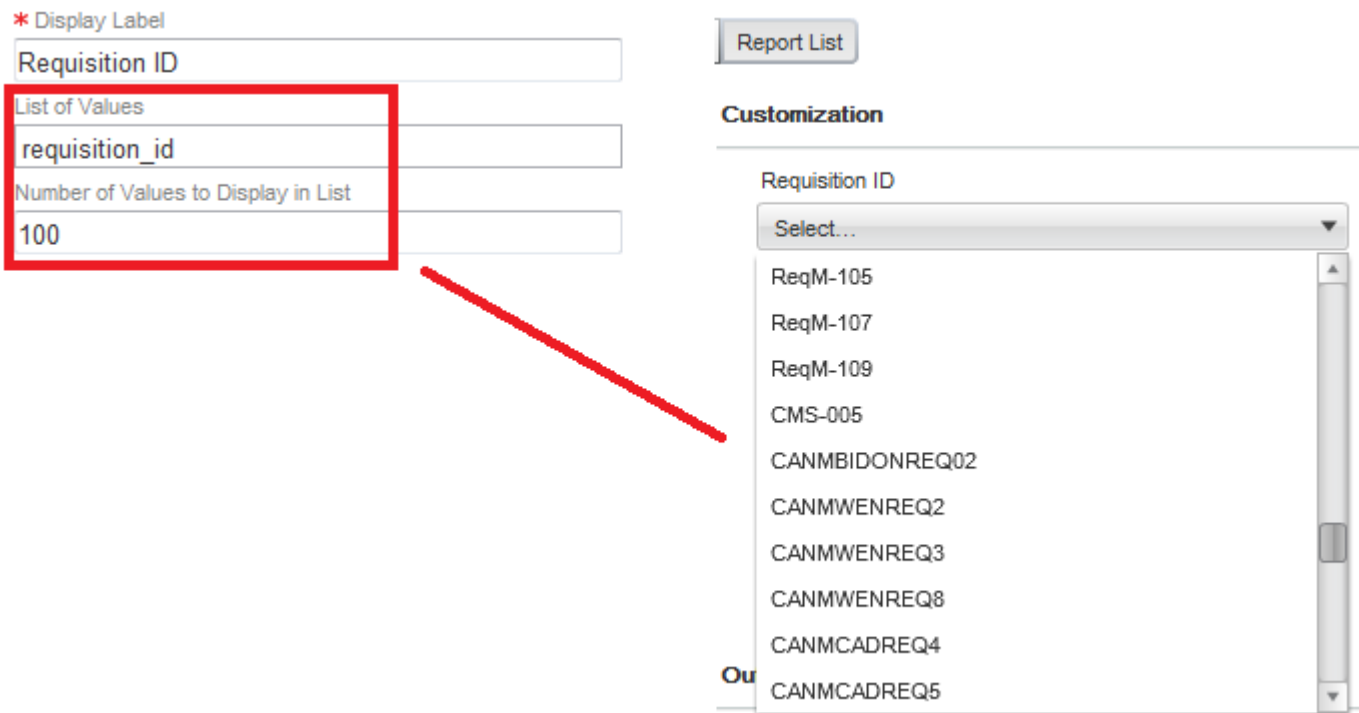 * Display Label
Requisition ID
List of Values
requisition_id
Number of Values to Display in List
100
Report List
Customization
Requisition ID
Select...
ReqM-105
ReqM-107
ReqM-109
CMS-005
CANMBIDONREQ02
CANMWENREQ2
CANMWENREQ3
CANMWENREQ8
CANMCADREQ4
Ou
CANMCADREQ5